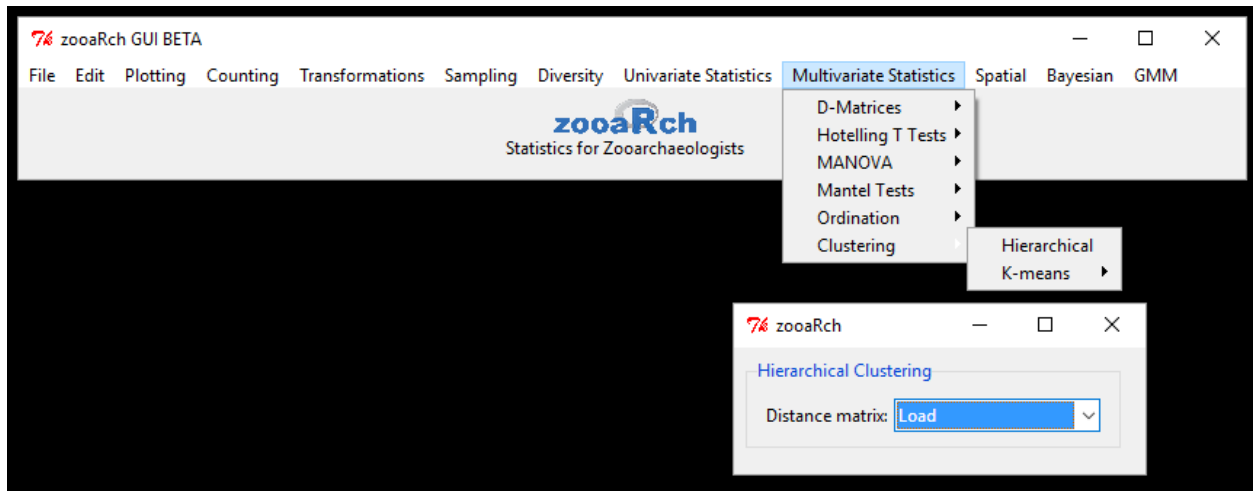 zooaRch GUI BETA
File Edit Plotting Counting Transformations Sampling Diversity Univariate Statistics Multivariate Statistics Spatial Bayesian GMM
zooaRch
Statistics for Zooarchaeologists
D-Matrices
Hotelling T Tests
MANOVA
Mantel Tests
Ordination
Clustering
Hierarchical
K-means
zooaRch
Hierarchical Clustering
Distance matrix: Load